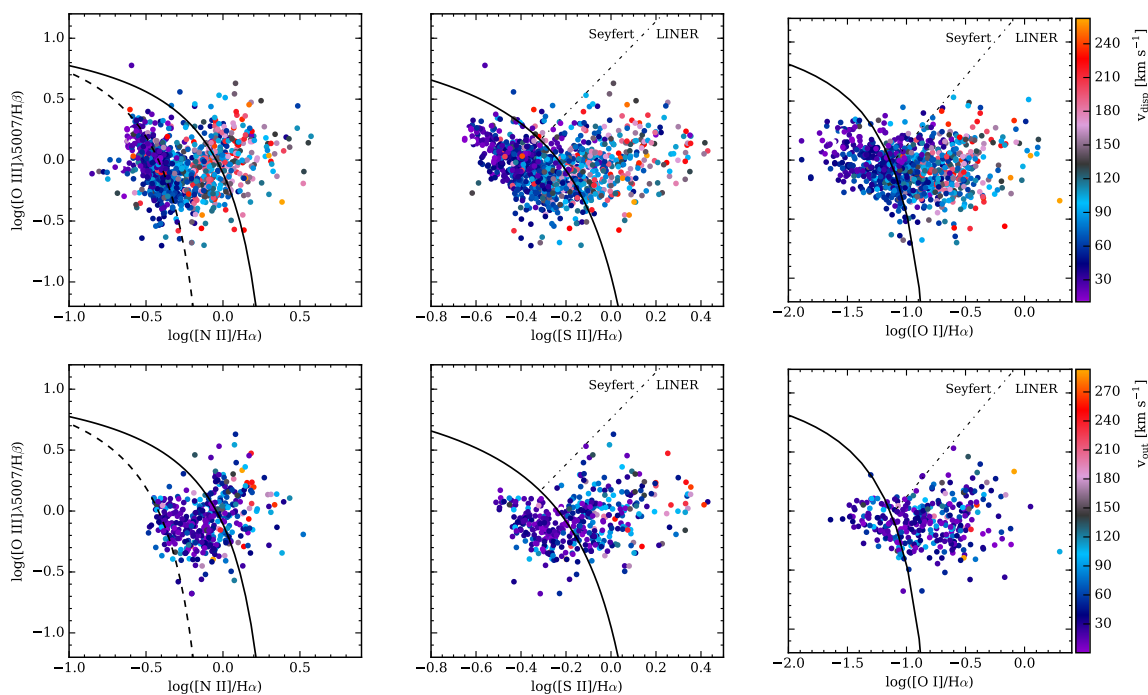 Seyfert LINER
Seyfert LINER
log([O III]λ5007/Hβ)
1.0
0.5
0.0
−0.5
−1.0
−1.0 −0.5 0.0 0.5
log([N II]/Hα)
−0.8 −0.6 −0.4 −0.2 0.0 0.2 0.4
log([S II]/Hα)
−2.0 −1.5 −1.0 −0.5 0.0
log([O I]/Hα)
240
210
180
150
120
90
60
30
v_disp [km s⁻¹]
Seyfert LINER
Seyfert LINER
log([O III]λ5007/Hβ)
1.0
0.5
0.0
−0.5
−1.0
−1.0 −0.5 0.0 0.5
log([N II]/Hα)
−0.8 −0.6 −0.4 −0.2 0.0 0.2 0.4
log([S II]/Hα)
−2.0 −1.5 −1.0 −0.5 0.0
log([O I]/Hα)
270
240
210
180
150
120
90
60
30
v_out [km s⁻¹]